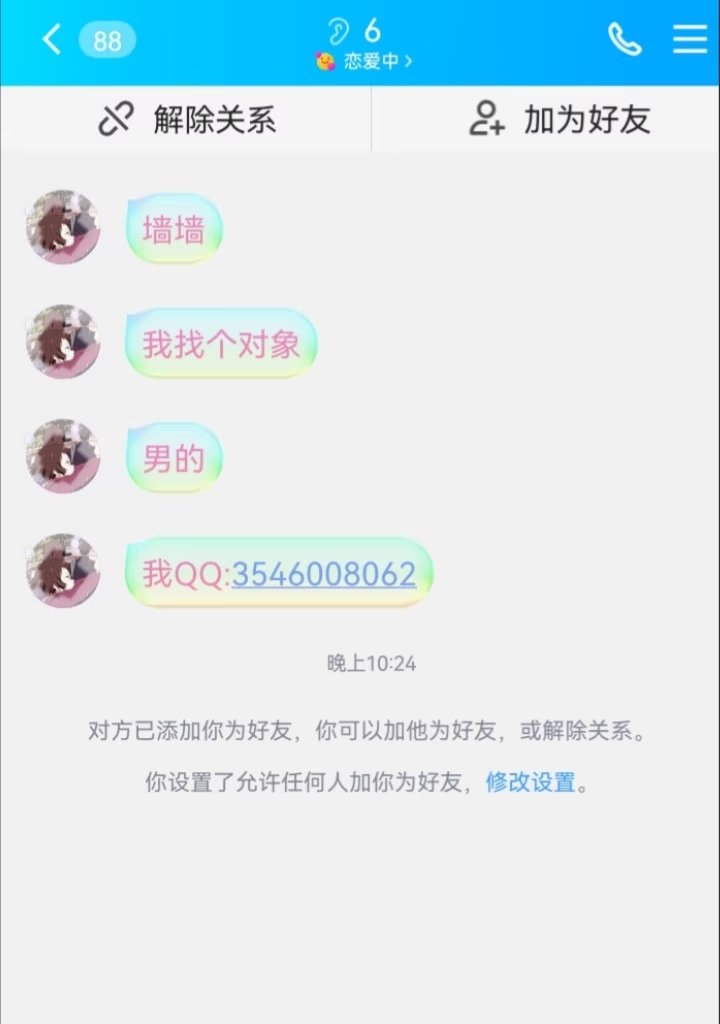 88
6
恋爱中
解除关系
加为好友
墙墙
我找个对象
男的
我QQ:3546008062
晚上10:24
对方已添加你为好友，你可以加他为好友，或解除关系。
你设置了允许任何人加你为好友，修改设置。